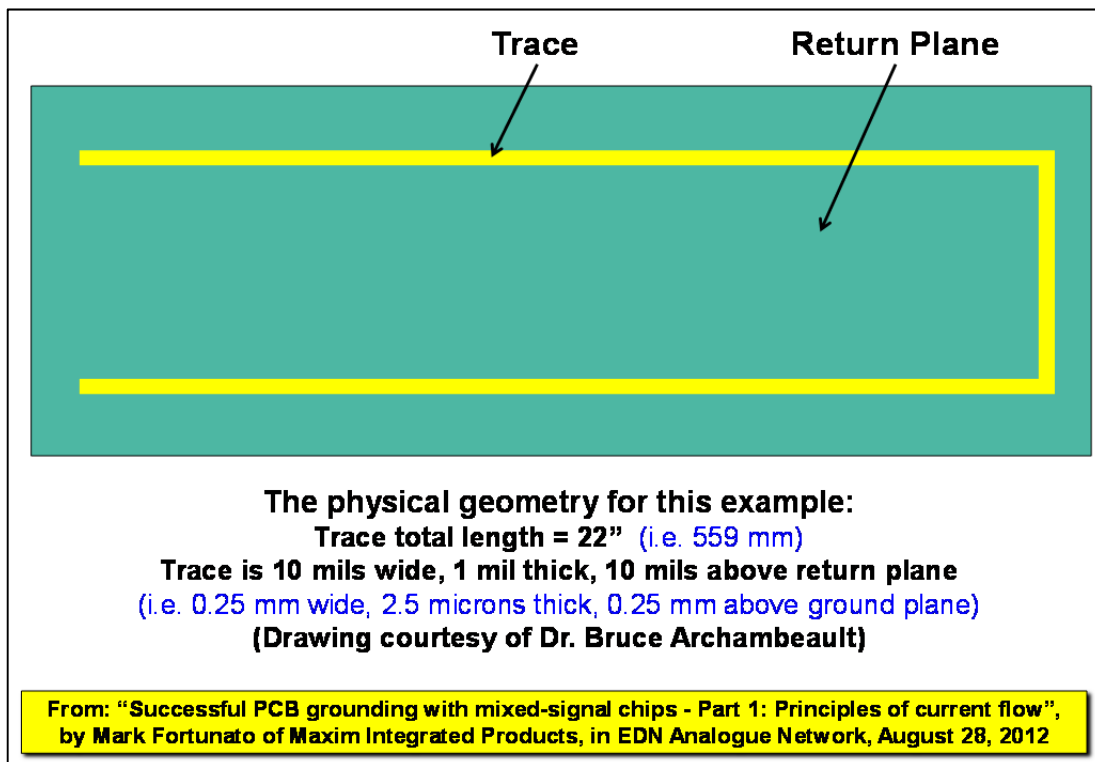 Trace Return Plane
The physical geometry for this example:
Trace total length = 22” (i.e. 559 mm)
Trace is 10 mils wide, 1 mil thick, 10 mils above return plane
(i.e. 0.25 mm wide, 2.5 microns thick, 0.25 mm above ground plane)
(Drawing courtesy of Dr. Bruce Archambeault)
From: “Successful PCB grounding with mixed-signal chips - Part 1: Principles of current flow”,
by Mark Fortunato of Maxim Integrated Products, in EDN Analogue Network, August 28, 2012